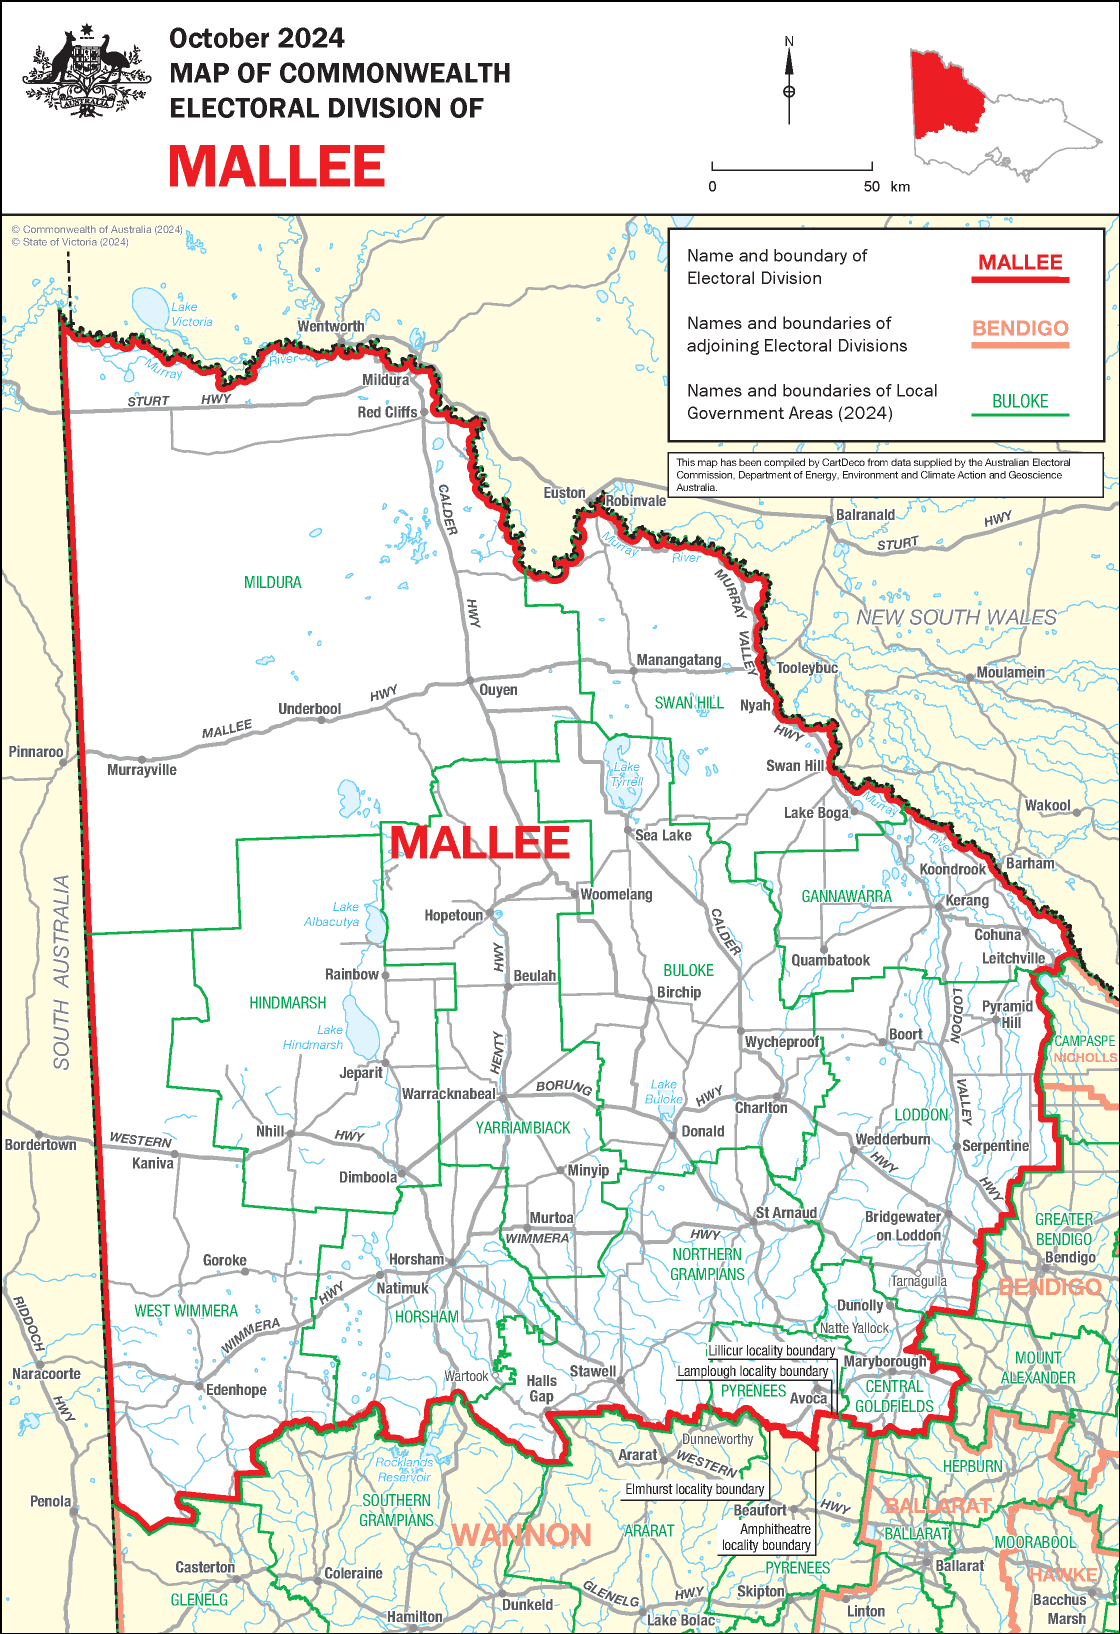 October 2024
MAP OF COMMONWEALTH
ELECTORAL DIVISION OF
MALLEE
AUSTRALIA
N
0 50 km
© Commonwealth of Australia (2024)
© State of Victoria (2024)
Name and boundary of
Electoral Division
MALLEE
Names and boundaries of
adjoining Electoral Divisions
BENDIGO
Names and boundaries of Local
Government Areas (2024)
BULOKE
This map has been compiled by CartDeco from data supplied by the Australian Electoral
Commission, Department of Energy, Environment and Climate Action and Geoscience
Australia.
Lake
Victoria
Wentworth
Murray
River
Mildura
STURT HWY
Red Cliffs
CALDER
HWY
Euston
Robinvale
Balranald
STURT HWY
Murray
River
MURRAY
VALLEY
HWY
MILDURA
NEW SOUTH WALES
Manangatang
Tooleybuc
Moulamein
Ouyen
SWAN HILL
Nyah
Underbool
MALLEE HWY
Pinnaroo
Murrayville
Lake
Tyrrell
Swan Hill
Murray
River
Lake Boga
Wakool
Sea Lake
MALLEE
Koondrook
Barham
SOUTH AUSTRALIA
Lake
Albacutya
Hopetoun
Woomelang
GANNAWARRA
Kerang
CALDER
Cohuna
Leitchville
Quambatook
Rainbow
HWY
Beulah
BULOKE
Birchip
HINDMARSH
LODDON
Pyramid
Hill
Lake
Hindmarsh
HENTY
Wycheproof
Boort
CAMPASPE
NICHOLLS
Jeparit
Warracknabeal
BORUNG
HWY
Lake
Buloke
Charlton
VALLEY
YARRIAMBIACK
LODDON
Nhill
HWY
Donald
Wedderburn
Serpentine
Bordertown
WESTERN
Kaniva
Dimboola
Minyip
HWY
HWY
Murtoa
WIMMERA
HWY
St Arnaud
Bridgewater
on Loddon
GREATER
BENDIGO
Bendigo
BENDIGO
Goroke
Horsham
Natimuk
NORTHERN
GRAMPIANS
Tarnagulla
Dunolly
RIDDOCH
HWY
WEST WIMMERA
WIMMERA
HWY
HORSHAM
Natte Yallock
Lillicur locality boundary
Lamplough locality boundary
Maryborough
MOUNT
ALEXANDER
Naracoorte
Edenhope
Wartook
Halls
Gap
Stawell
PYRENEES
Avoca
CENTRAL
GOLDFIELDS
Dunneworthy
Ararat
WESTERN
HWY
Rocklands
Reservoir
HEPBURN
Elmhurst locality boundary
Penola
SOUTHERN
GRAMPIANS
WANNON
ARARAT
Beaufort
Amphitheatre
locality boundary
BALLARAT
BALLARAT
MOORABOOL
Casterton
Coleraine
PYRENEES
Ballarat
HAWKE
GLENELG
Dunkeld
GLENELG HWY
Skipton
Linton
Bacchus
Marsh
Hamilton
Lake Bolac